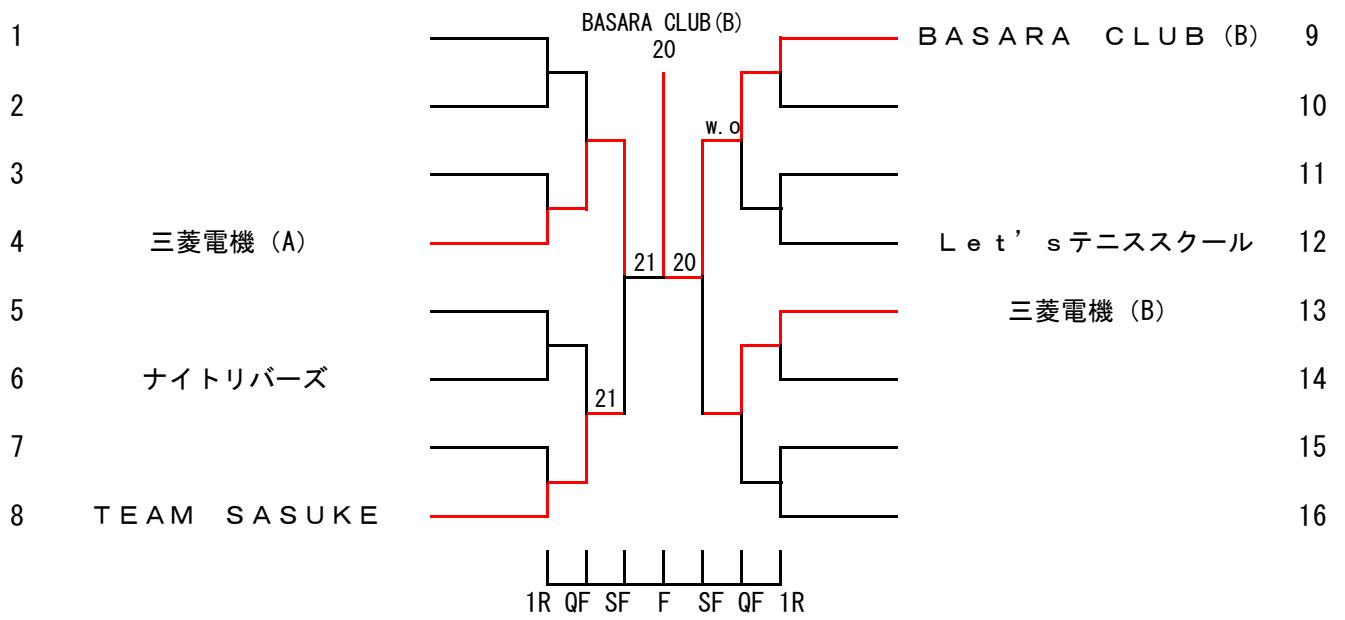 BASARA CLUB(B)
20
1
2
3
4 三菱電機（A）
5
6 ナイトリバーズ
7
8 ＴＥＡＭ　ＳＡＳＵＫＥ
ＢＡＳＡＲＡ　ＣＬＵＢ（B） 9
10
11
Ｌｅｔ’ｓテニススクール 12
三菱電機（B） 13
14
15
16
w.o
21 20
21
1R QF SF F SF QF 1R